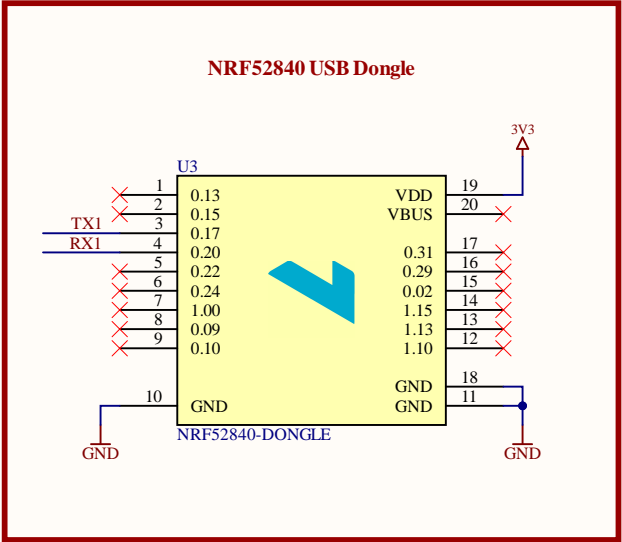 NRF52840 USB Dongle
3V3
U3
1 0.13 VDD 19
2 0.15 VBUS 20
TX1 3 0.17
RX1 4 0.20 0.31 17
5 0.22 0.29 16
6 0.24 0.02 15
7 1.00 1.15 14
8 0.09 1.13 13
9 0.10 1.10 12
GND 18
10 GND GND 11
NRF52840-DONGLE
GND GND